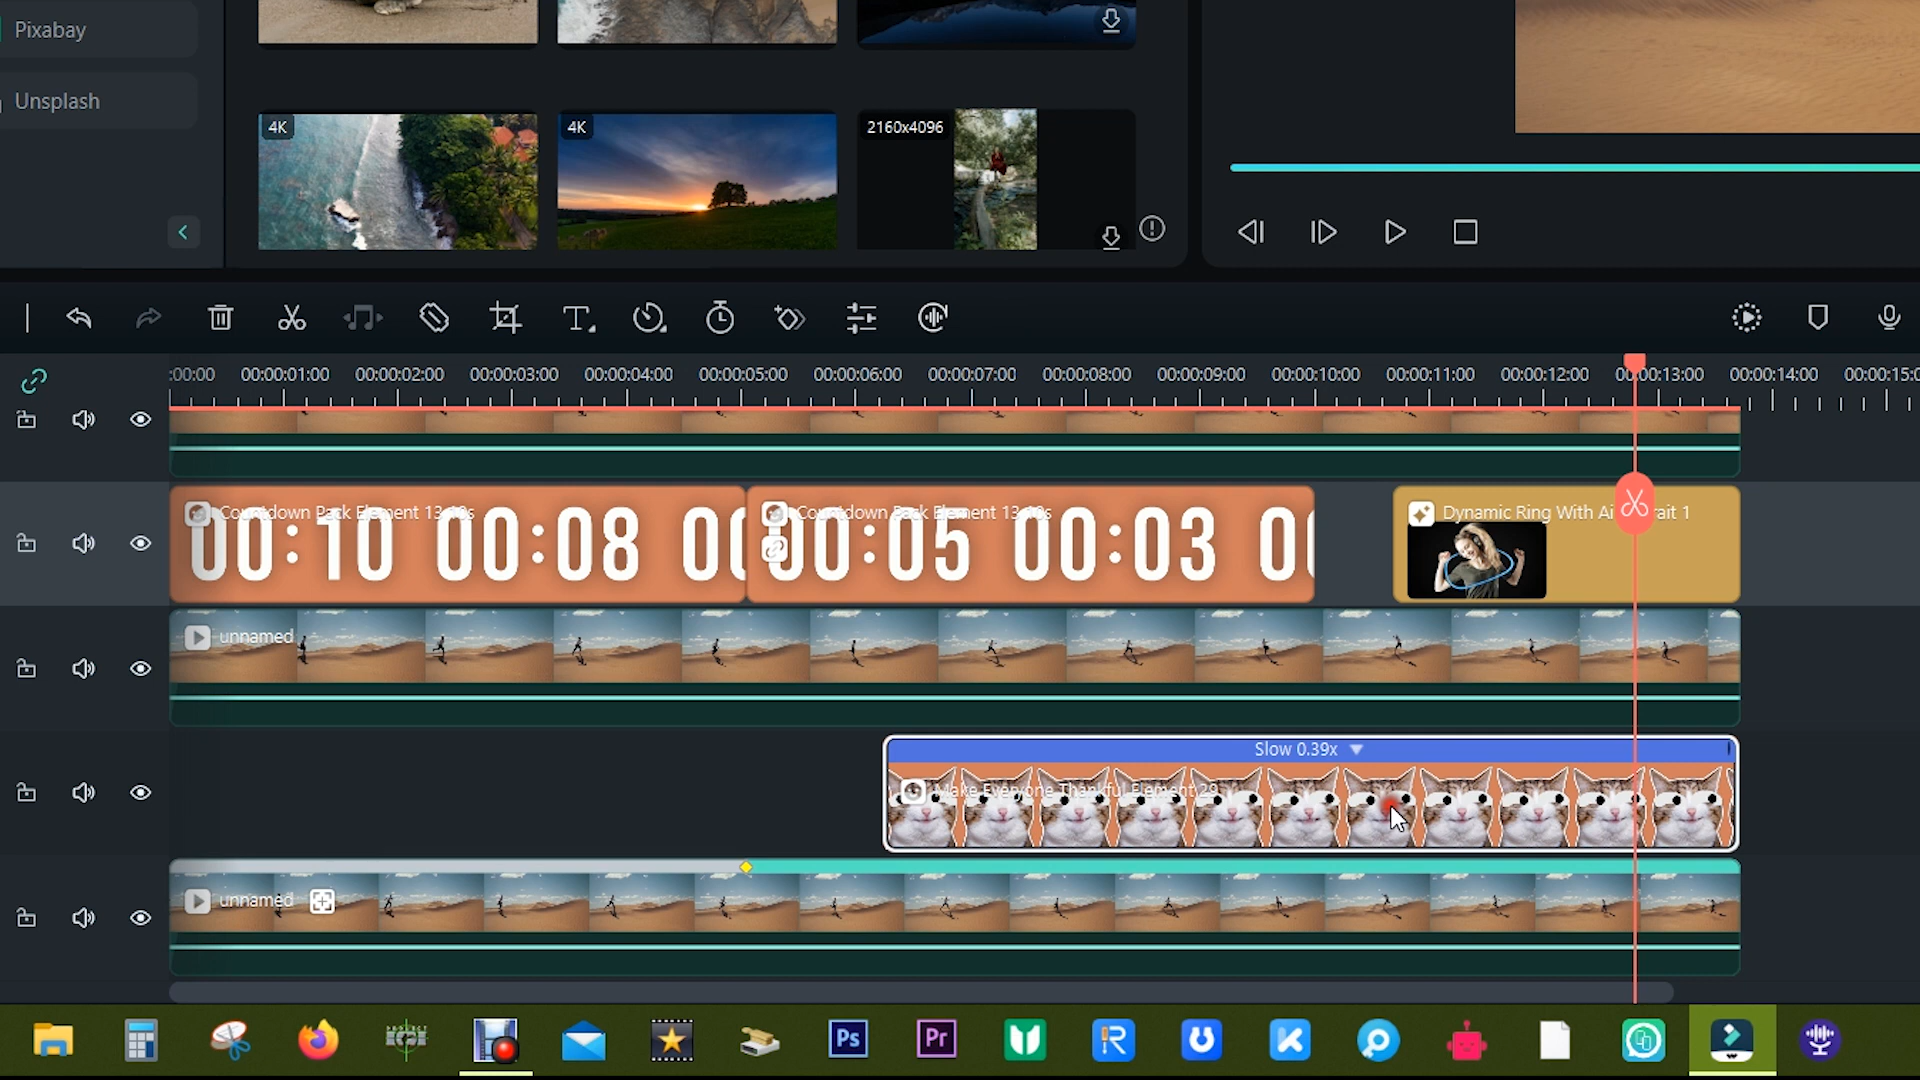 Pixabay
Unsplash
4K
4K
2160x4096
:00:00 00:00:01:00 00:00:02:00 00:00:03:00 00:00:04:00 00:00:05:00 00:00:06:00 00:00:07:00 00:00:08:00 00:00:09:00 00:00:10:00 00:00:11:00 00:00:12:00 00:00:13:00 00:00:14:00 00:00:15:0
Countdown Pack Element 13 10s
00:10 00:08 00
Countdown Pack Element 13 10s
00:05 00:03 00
Dynamic Ring With Ai rait 1
unnamed
Slow 0.39x
Make Everyone Thankful Element 29
unnamed
Ps
Pr